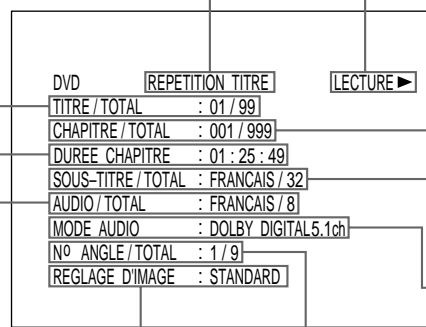 DVD REPETITION TITRE LECTURE ►
TITRE / TOTAL : 01 / 99
CHAPITRE / TOTAL : 001 / 999
DUREE CHAPITRE : 01 : 25 : 49
SOUS–TITRE / TOTAL : FRANCAIS / 32
AUDIO / TOTAL : FRANCAIS / 8
MODE AUDIO : DOLBY DIGITAL5.1ch
Nº ANGLE / TOTAL : 1 / 9
REGLAGE D'IMAGE : STANDARD